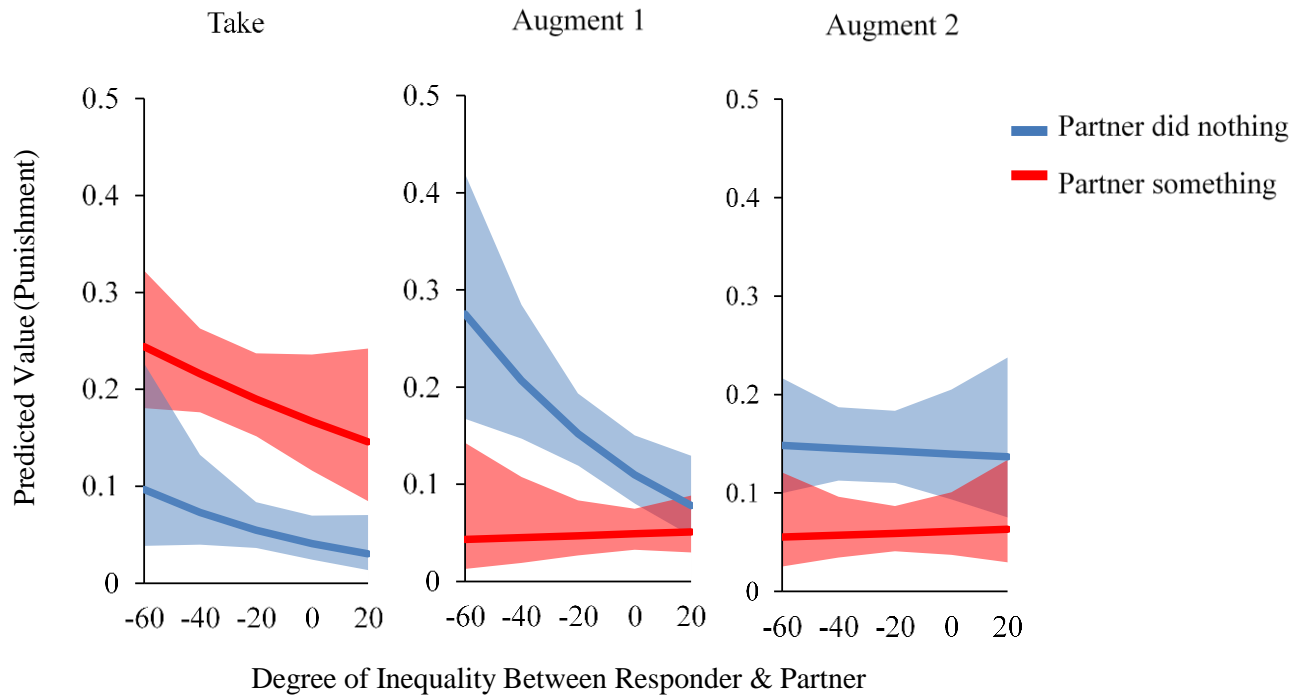 Take
Augment 1
Augment 2
Predicted Value (Punishment)
0.5
0.4
0.3
0.2
0.1
0
-60 -40 -20 0 20
0.5
0.4
0.3
0.2
0.1
0
-60 -40 -20 0 20
0.5
0.4
0.3
0.2
0.1
0
-60 -40 -20 0 20
Partner did nothing
Partner something
Degree of Inequality Between Responder & Partner